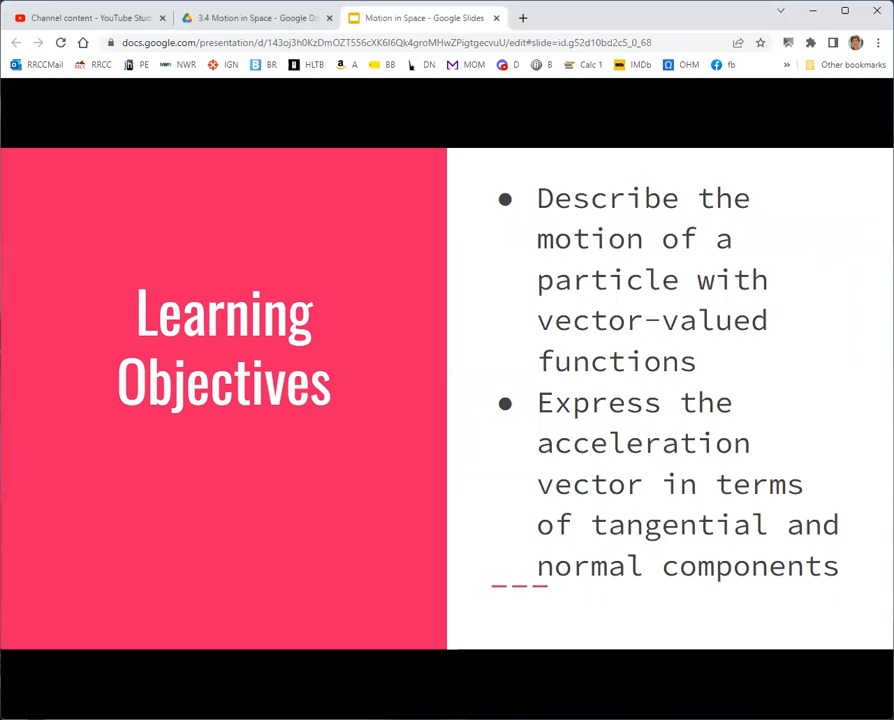 Channel content - YouTube Stud
3.4 Motion in Space - Google Dri
Motion in Space - Google Slides
docs.google.com/presentation/d/143oj3h0KzDmOZT556cXK6I6Qk4groMHwZPigtgecvuU/edit#slide=id.g52d10bd2c5_0_68
RRCCMail RRCC PE NWR IGN BR HLTB A BB DN MOM D B Calc 1 IMDb OHM fb » Other bookmarks
Learning
Objectives
● Describe the
motion of a
particle with
vector-valued
functions
● Express the
acceleration
vector in terms
of tangential and
normal components